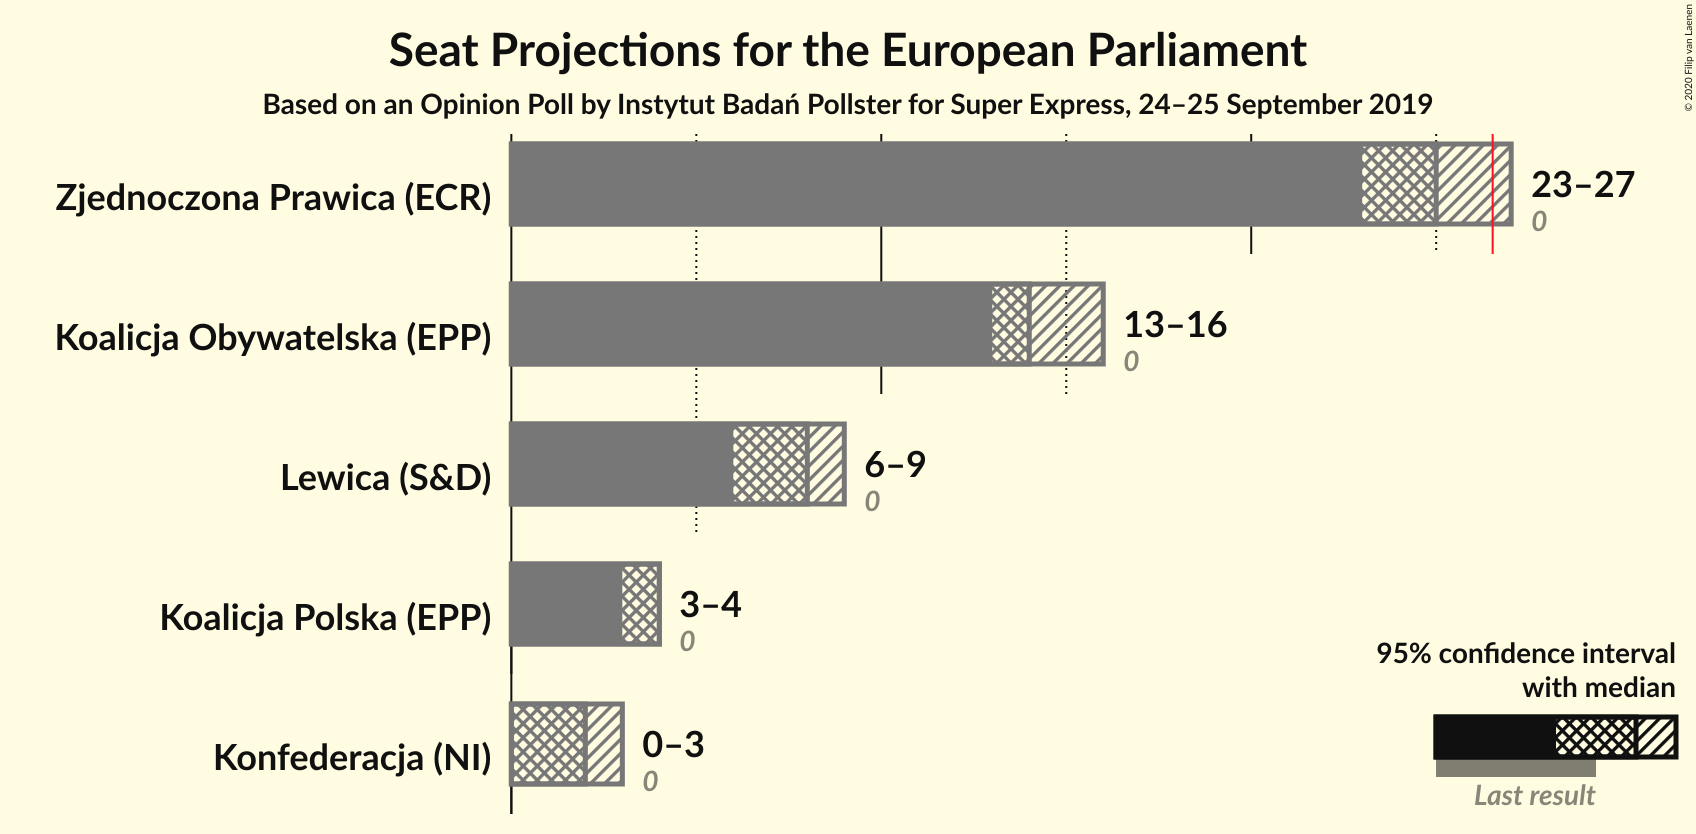 Seat Projections for the European Parliament
Based on an Opinion Poll by Instytut Badań Pollster for Super Express, 24–25 September 2019
© 2020 Filip van Laenen
Zjednoczona Prawica (ECR)
23–27
0
Koalicja Obywatelska (EPP)
13–16
0
Lewica (S&D)
6–9
0
Koalicja Polska (EPP)
3–4
0
Konfederacja (NI)
0–3
0
95% confidence interval
with median
Last result